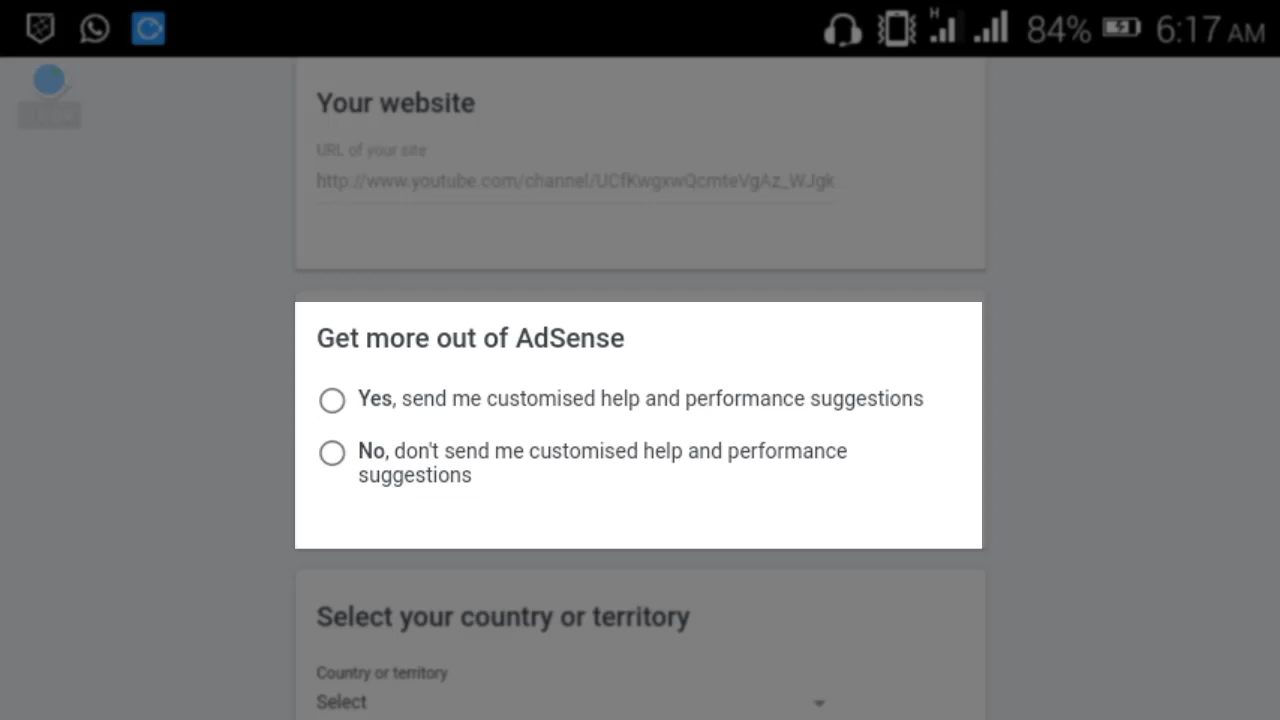 H
84%
6:17 AM
Your website
URL of your site
http://www.youtube.com/channel/UCfKwgxwQcmteVgAz_WJgk
Get more out of AdSense
Yes, send me customised help and performance suggestions
No, don't send me customised help and performance
suggestions
Select your country or territory
Country or territory
Select